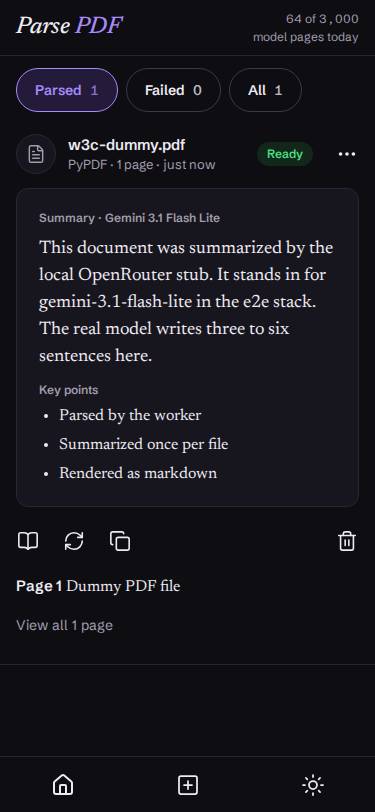 Parse PDF
64 of 3,000
model pages today
Parsed 1
Failed 0
All 1
w3c-dummy.pdf
PyPDF · 1 page · just now
Ready
Summary · Gemini 3.1 Flash Lite
This document was summarized by the
local OpenRouter stub. It stands in for
gemini-3.1-flash-lite in the e2e stack.
The real model writes three to six
sentences here.
Key points
• Parsed by the worker
• Summarized once per file
• Rendered as markdown
Page 1 Dummy PDF file
View all 1 page